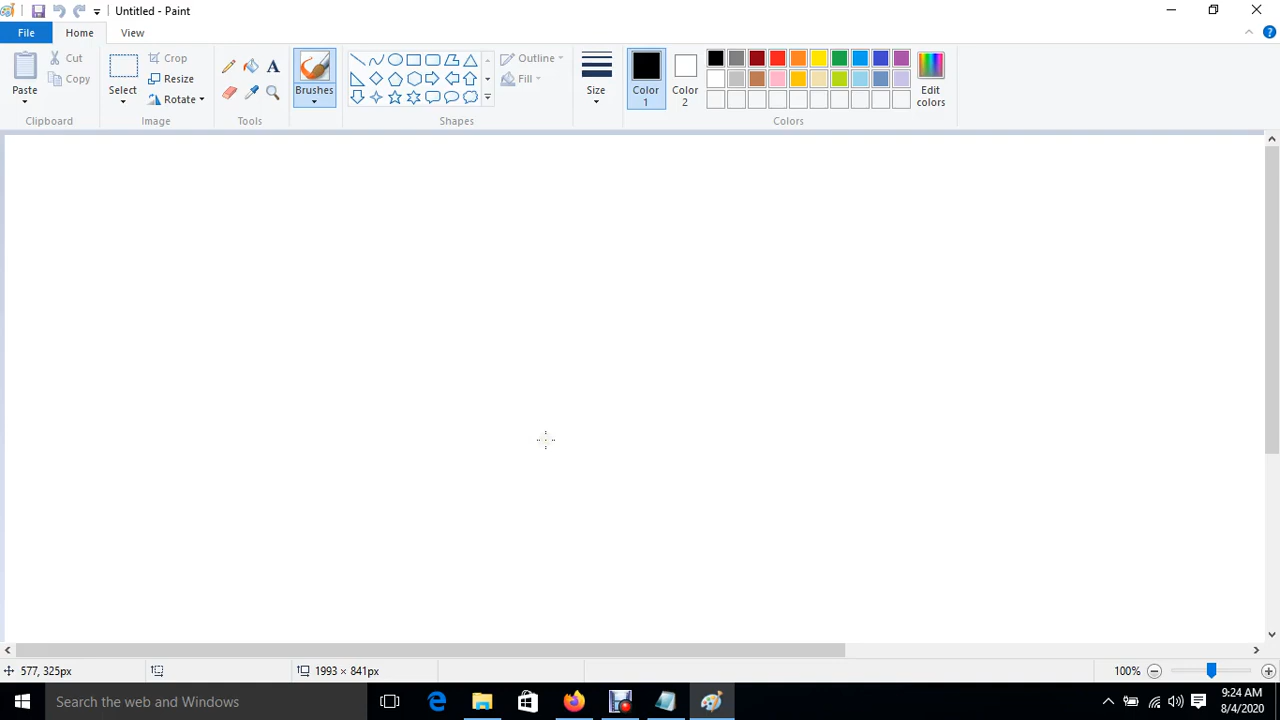 Untitled - Paint
File Home View
Paste
Cut
Copy
Clipboard
Select
Crop
Resize
Rotate
Image
A
Tools
Brushes
Shapes
Outline
Fill
Size
Color 1
Color 2
Colors
Edit colors
577, 325px
1993 × 841px
100%
Search the web and Windows
9:24 AM
8/4/2020